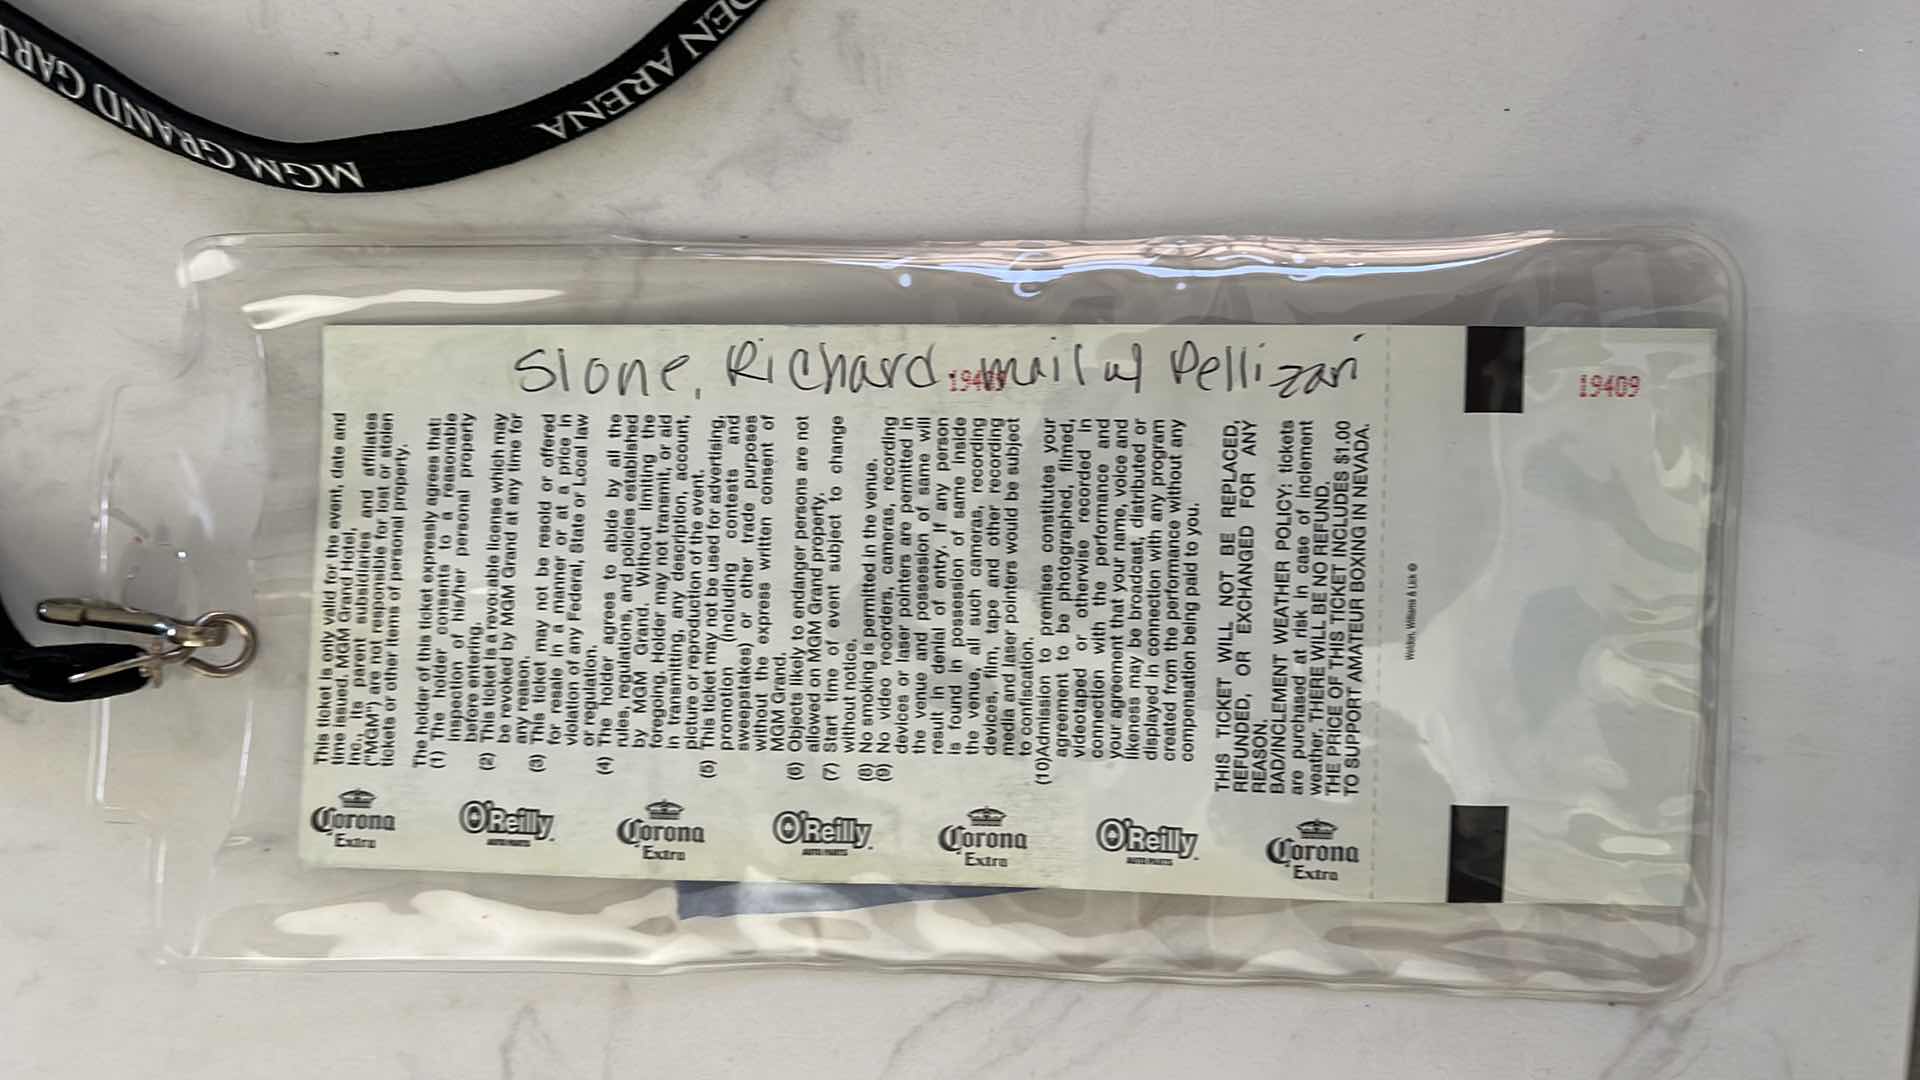 MGM GRAND GARDEN ARENA
Slone, Richard mail w/ Pellizari
19409
19409
This ticket is only valid for the event, date and
time issued. MGM Grand Hotel,
Inc., its parent subsidiaries and affiliates
("MGM") are not responsible for lost or stolen
tickets or other items of personal property.
The holder of this ticket expressly agrees that:
(1) The holder consents to a reasonable
inspection of his/her personal property
before entering.
(2) This ticket is a revocable license which may
be revoked by MGM Grand at any time for
any reason.
(3) This ticket may not be resold or offered
for resale in a manner or at a price in
violation of any Federal, State or Local law
or regulation.
(4) The holder agrees to abide by all the
rules, regulations, and policies established
by MGM Grand. Without limiting the
foregoing, Holder may not transmit, or aid
in transmitting, any description, account,
picture or reproduction of the event.
(5) This ticket may not be used for advertising,
promotion (including contests and
sweepstakes) or other trade purposes
without the express written consent of
MGM Grand.
(6) Objects likely to endanger persons are not
allowed on MGM Grand property.
(7) Start time of event subject to change
without notice.
(8) No smoking is permitted in the venue.
(9) No video recorders, cameras, recording
devices or laser pointers are permitted in
the venue and possession of same will
result in denial of entry. If any person
is found in possession of same inside
the venue, all such cameras, recording
devices, film, tape and other recording
media and laser pointers would be subject
to confiscation.
(10)Admission to premises constitutes your
agreement to be photographed, filmed,
videotaped or otherwise recorded in
connection with the performance and
your agreement that your name, voice and
likeness may be broadcast, distributed or
displayed in connection with any program
created from the performance without any
compensation being paid to you.
THIS TICKET WILL NOT BE REPLACED,
REFUNDED, OR EXCHANGED FOR ANY
REASON.
BAD/INCLEMENT WEATHER POLICY: tickets
are purchased at risk in case of inclement
weather. THERE WILL BE NO REFUND.
THE PRICE OF THIS TICKET INCLUDES $1.00
TO SUPPORT AMATEUR BOXING IN NEVADA.
Weldon, Williams & Lick
Corona
Extra
O'Reilly
AUTO PARTS
Corona
Extra
O'Reilly
AUTO PARTS
Corona
Extra
O'Reilly
AUTO PARTS
Corona
Extra